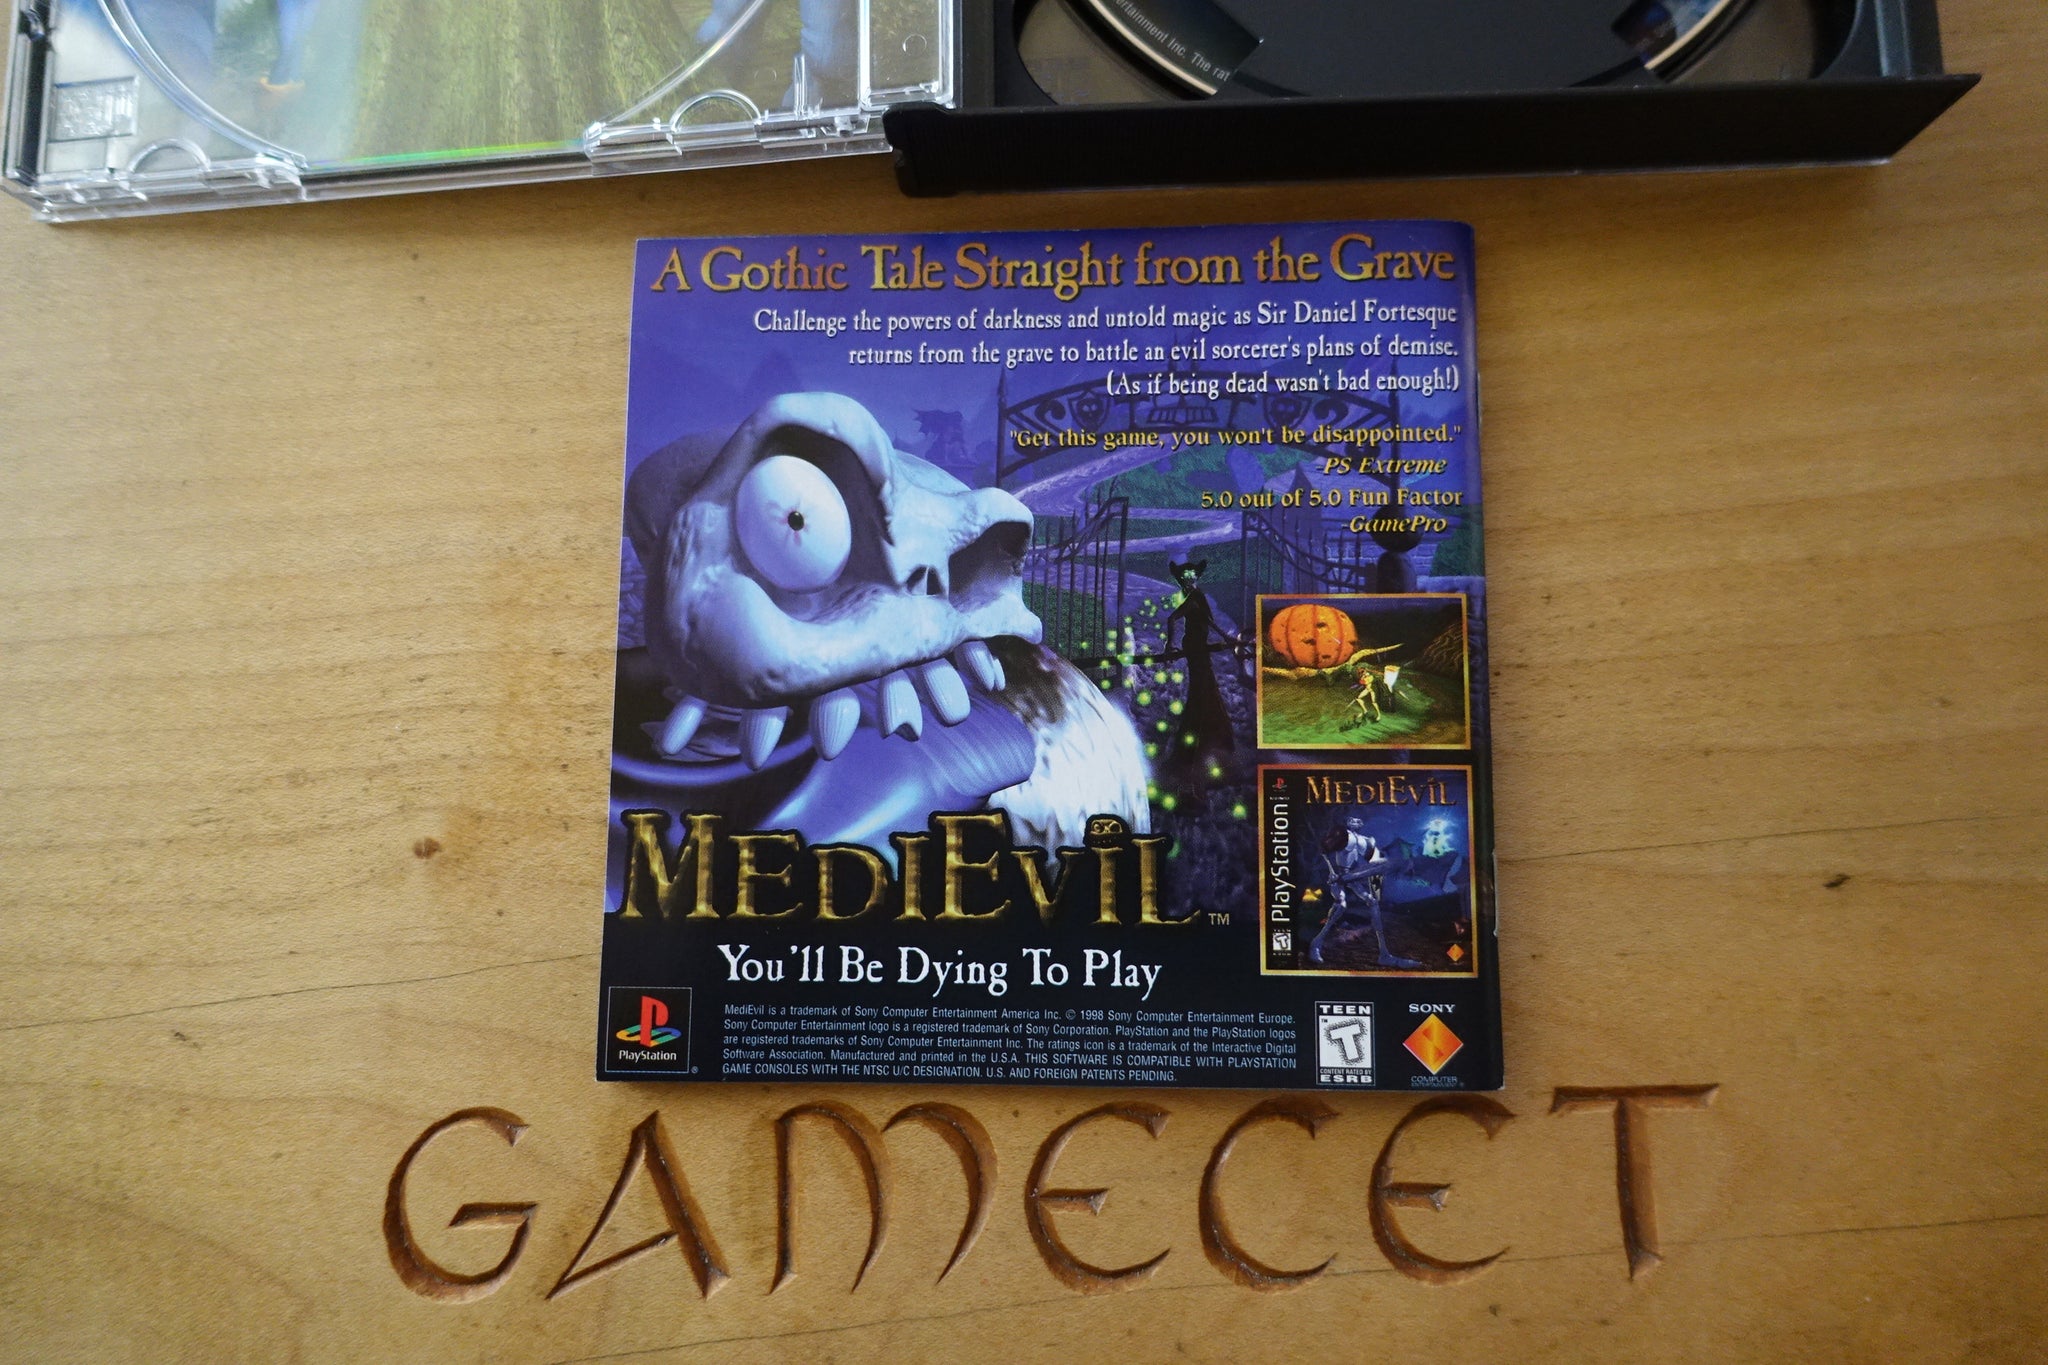 ertainment Inc. The rat
A Gothic Tale Straight from the Grave
Challenge the powers of darkness and untold magic as Sir Daniel Fortesque
returns from the grave to battle an evil sorcerer's plans of demise.
(As if being dead wasn't bad enough!)
"Get this game, you won't be disappointed."
-PS Extreme
5.0 out of 5.0 Fun Factor
-GamePro
MEDIEVIL
PlayStation
MEDIEVIL™
You'll Be Dying To Play
PlayStation ®
MediEvil is a trademark of Sony Computer Entertainment America Inc. © 1998 Sony Computer Entertainment Europe.
Sony Computer Entertainment logo is a registered trademark of Sony Corporation. PlayStation and the PlayStation logos
are registered trademarks of Sony Computer Entertainment Inc. The ratings icon is a trademark of the Interactive Digital
Software Association. Manufactured and printed in the U.S.A. THIS SOFTWARE IS COMPATIBLE WITH PLAYSTATION
GAME CONSOLES WITH THE NTSC U/C DESIGNATION. U.S. AND FOREIGN PATENTS PENDING.
TEEN
T
CONTENT RATED BY
ESRB
SONY
COMPUTER
ENTERTAINMENT ®
GAMECET